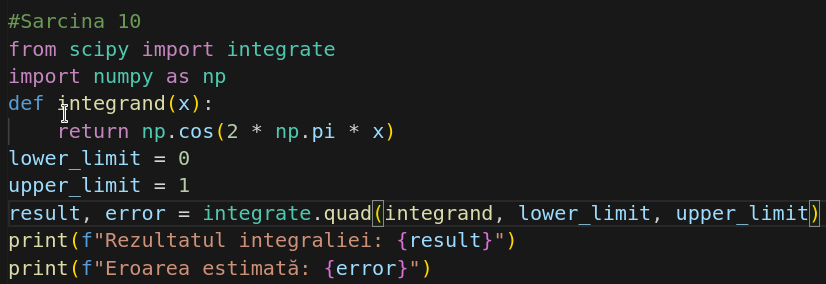 #Sarcina 10
from scipy import integrate
import numpy as np
def integrand(x):
    return np.cos(2 * np.pi * x)
lower_limit = 0
upper_limit = 1
result, error = integrate.quad(integrand, lower_limit, upper_limit)
print(f"Rezultatul integraliei: {result}")
print(f"Eroarea estimată: {error}")